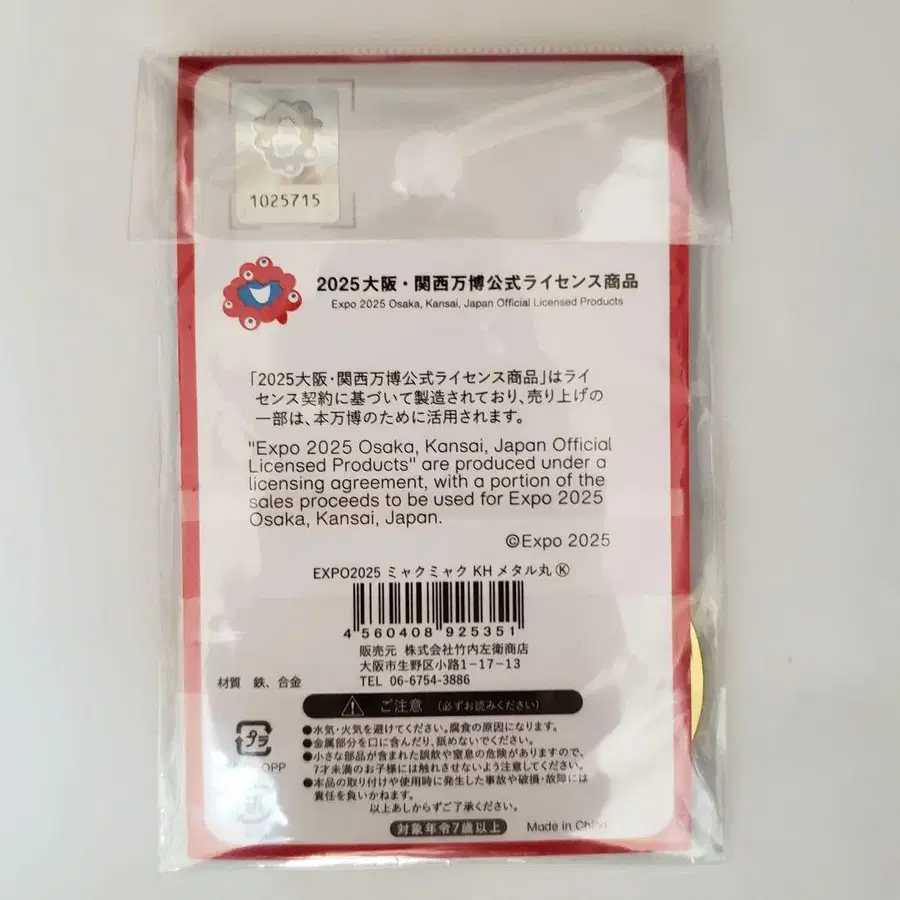 1025715
2025大阪・関西万博公式ライセンス商品
Expo 2025 Osaka, Kansai, Japan Official Licensed Products
「2025大阪・関西万博公式ライセンス商品」はライ
センス契約に基づいて製造されており、売り上げの
一部は、本万博のために活用されます。
"Expo 2025 Osaka, Kansai, Japan Official
Licensed Products" are produced under a
licensing agreement, with a portion of the
sales proceeds to be used for Expo 2025
Osaka, Kansai, Japan.
©Expo 2025
EXPO2025 ミャクミャク KH メタル丸 Ⓚ
4 560408 925351
販売元 株式会社竹内左衛商店
大阪市生野区小路1-17-13
TEL 06-6754-3886
材質 鉄、合金
ご注意 (必ずお読みください)
●水気・火気を避けてください。腐食の原因になります。
●金属部分を口に含んだり、舐めないでください。
●小さな部品が含まれた誤飲や窒息の危険がありますので、
7才未満のお子様には触れさせないよう注意してください。
●本品の取り付けや使用時に発生した事故や破損・故障には
責任を負いかねます。
以上あしからずご了承ください。
プラ
OPP
対象年令7歳以上
Made in China